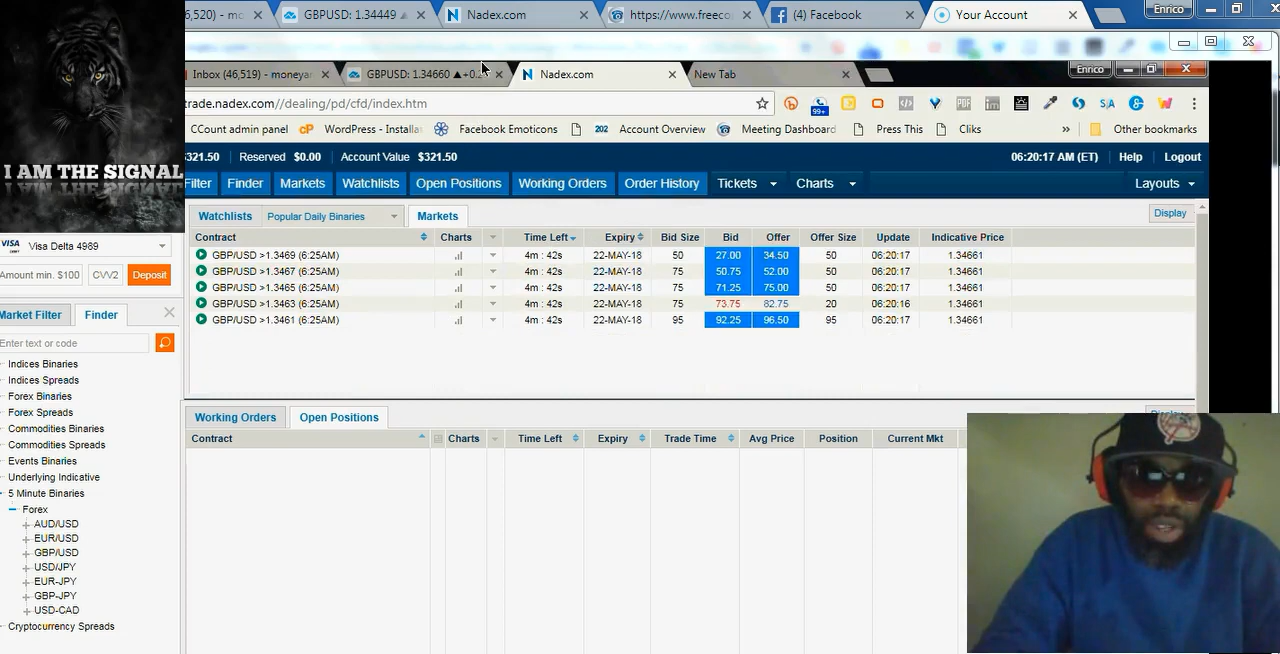 6,520) - mo
GBPUSD: 1.34449
Nadex.com
https://www.freeco
(4) Facebook
Your Account
Enrico
Inbox (46,519) - moneyar
GBPUSD: 1.34660 ▲+0.
Nadex.com
New Tab
Enrico
trade.nadex.com//dealing/pd/cfd/index.htm
99+
CCount admin panel
cP WordPress - Installa
Facebook Emoticons
202 Account Overview
Meeting Dashboard
Press This
Cliks
»
Other bookmarks
I AM THE SIGNAL
321.50 Reserved $0.00 Account Value $321.50 06:20:17 AM (ET) Help Logout
Filter Finder Markets Watchlists Open Positions Working Orders Order History Tickets Charts Layouts
Watchlists Popular Daily Binaries Markets Display
Contract Charts Time Left Expiry Bid Size Bid Offer Offer Size Update Indicative Price
GBP/USD >1.3469 (6:25AM) 4m : 42s 22-MAY-18 50 27.00 34.50 50 06:20:17 1.34661
GBP/USD >1.3467 (6:25AM) 4m : 42s 22-MAY-18 75 50.75 52.00 50 06:20:17 1.34661
GBP/USD >1.3465 (6:25AM) 4m : 42s 22-MAY-18 75 71.25 75.00 50 06:20:17 1.34661
GBP/USD >1.3463 (6:25AM) 4m : 42s 22-MAY-18 75 73.75 82.75 20 06:20:16 1.34661
GBP/USD >1.3461 (6:25AM) 4m : 42s 22-MAY-18 95 92.25 96.50 95 06:20:17 1.34661
VISA Visa Delta 4989
Amount min. $100 CVV2 Deposit
Market Filter Finder
Enter text or code
Indices Binaries
Indices Spreads
Forex Binaries
Forex Spreads
Commodities Binaries
Commodities Spreads
Events Binaries
Underlying Indicative
5 Minute Binaries
Forex
AUD/USD
EUR/USD
GBP/USD
USD/JPY
EUR-JPY
GBP-JPY
USD-CAD
Cryptocurrency Spreads
Working Orders Open Positions
Contract Charts Time Left Expiry Trade Time Avg Price Position Current Mkt